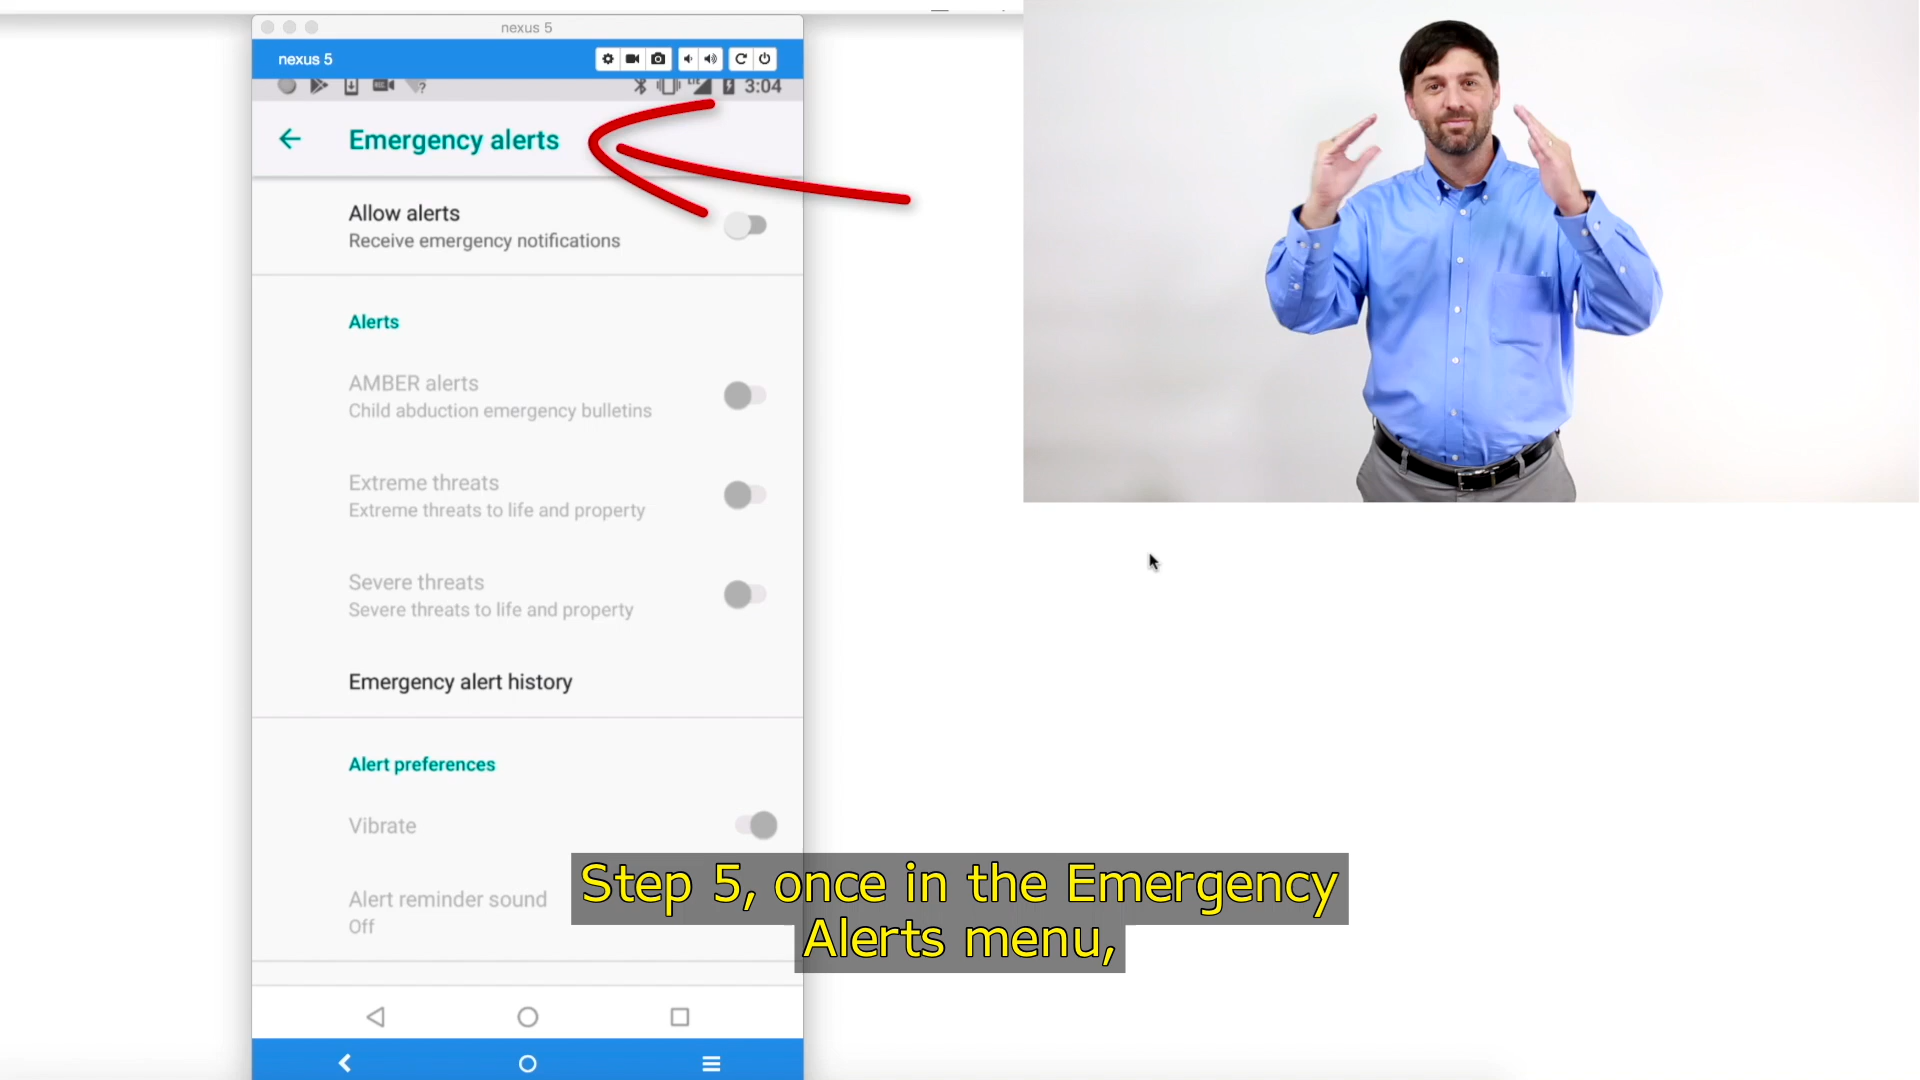 nexus 5
nexus 5
LTE 3:04
Emergency alerts
Allow alerts
Receive emergency notifications
Alerts
AMBER alerts
Child abduction emergency bulletins
Extreme threats
Extreme threats to life and property
Severe threats
Severe threats to life and property
Emergency alert history
Alert preferences
Vibrate
Alert reminder sound
Off
Step 5, once in the Emergency
Alerts menu,